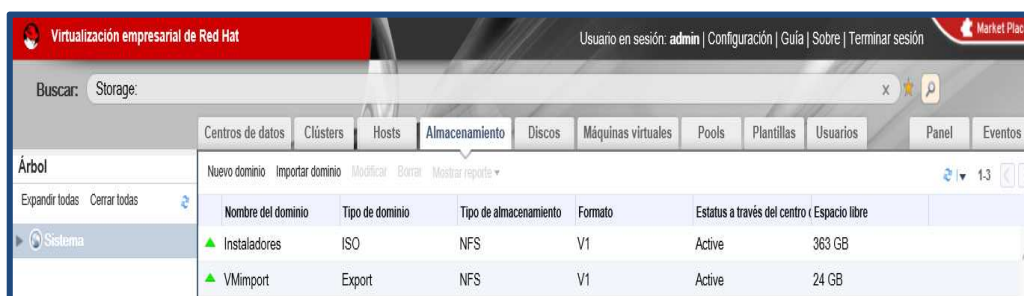 Virtualización empresarial de Red Hat
Usuario en sesión: admin | Configuración | Guía | Sobre | Terminar sesión
Market Plac
Buscar: Storage: x
Centros de datos Clústers Hosts Almacenamiento Discos Máquinas virtuales Pools Plantillas Usuarios Panel Eventos
Árbol
Nuevo dominio Importar dominio Modificar Borrar Mostrar reporte 1-3
Expandir todas Cerrar todas
Nombre del dominio Tipo de dominio Tipo de almacenamiento Formato Estatus a través del centro Espacio libre
Sistema
Instaladores ISO NFS V1 Active 363 GB
VMimport Export NFS V1 Active 24 GB